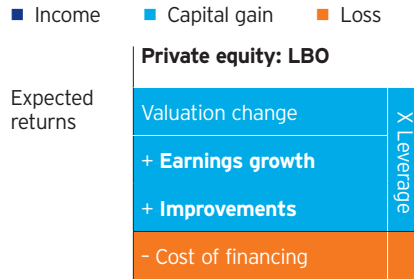 Income Capital gain Loss
Private equity: LBO
Expected
returns
Valuation change
+ Earnings growth
+ Improvements
X Leverage
– Cost of financing